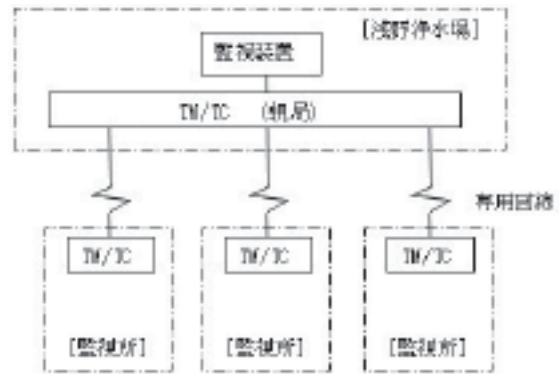 [浅野浄水場]
監視装置
TM/TC (親局)
専用回線
TM/TC
TM/TC
TM/TC
[監視所]
[監視所]
[監視所]